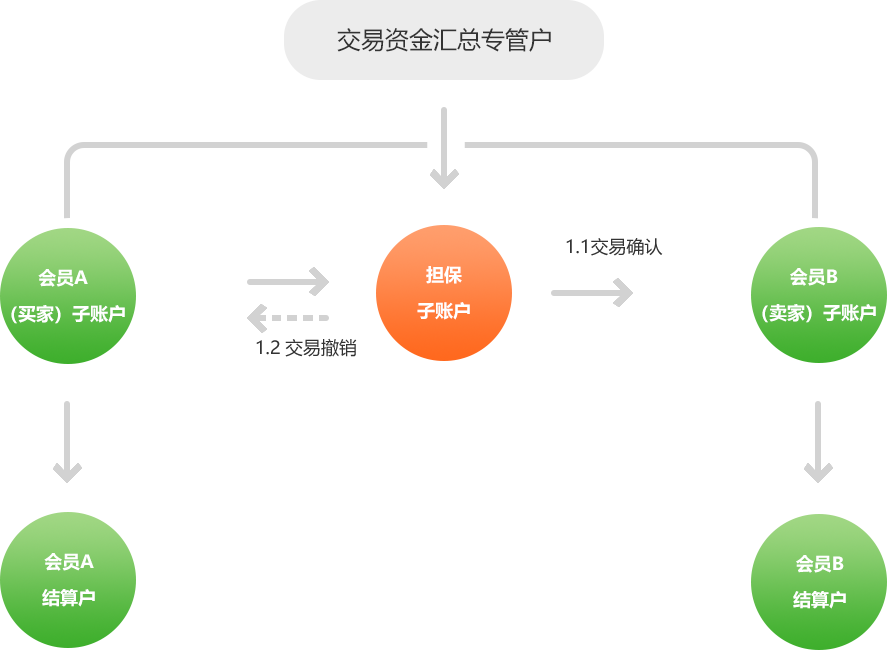 交易资金汇总专管户
1.1交易确认
担保
会员A
会员B
（买家）子账户
子账户
（卖家）子账户
1.2 交易撤销
会员A
会员B
结算户
结算户